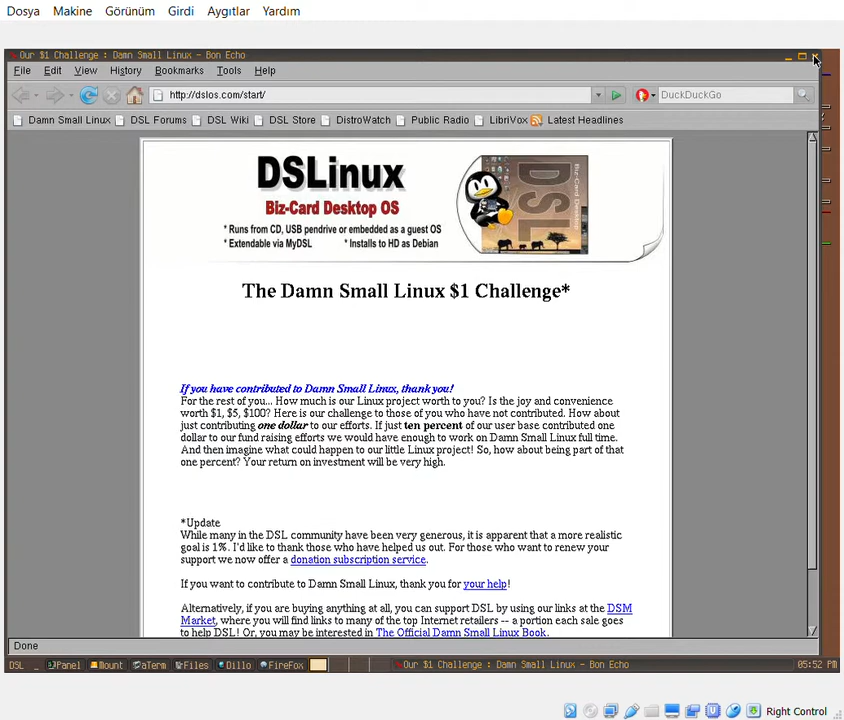 Dosya Makine Görünüm Girdi Aygıtlar Yardım
Our $1 Challenge : Damn Small Linux - Bon Echo
File Edit View History Bookmarks Tools Help
http://dslos.com/start/ DuckDuckGo
Damn Small Linux DSL Forums DSL Wiki DSL Store DistroWatch Public Radio LibriVox Latest Headlines
DSLinux
Biz-Card Desktop OS
* Runs from CD, USB pendrive or embedded as a guest OS
* Extendable via MyDSL * Installs to HD as Debian
DSL
Biz-Card Desktop
The Damn Small Linux $1 Challenge*
If you have contributed to Damn Small Linux, thank you!
For the rest of you... How much is our Linux project worth to you? Is the joy and convenience
worth $1, $5, $100? Here is our challenge to those of you who have not contributed. How about
just contributing one dollar to our efforts. If just ten percent of our user base contributed one
dollar to our fund raising efforts we would have enough to work on Damn Small Linux full time.
And then imagine what could happen to our little Linux project! So, how about being part of that
one percent? Your return on investment will be very high.
*Update
While many in the DSL community have been very generous, it is apparent that a more realistic
goal is 1%. I'd like to thank those who have helped us out. For those who want to renew your
support we now offer a donation subscription service.
If you want to contribute to Damn Small Linux, thank you for your help!
Alternatively, if you are buying anything at all, you can support DSL by using our links at the DSM
Market, where you will find links to many of the top Internet retailers -- a portion each sale goes
to help DSL! Or, you may be interested in The Official Damn Small Linux Book.
Done
DSL _ Panel Mount aTerm Files Dillo FireFox Our $1 Challenge : Damn Small Linux - Bon Echo 05:52 PM
Right Control